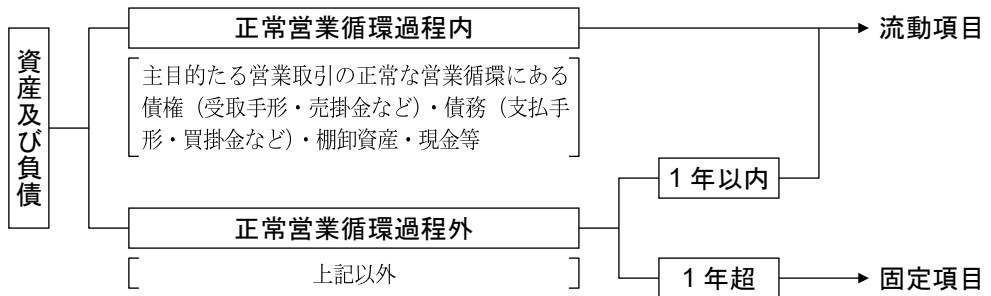 資産及び負債
正常営業循環過程内
流動項目
主目的たる営業取引の正常な営業循環にある
債権(受取手形・売掛金など)・債務(支払手
形・買掛金など)・棚卸資産・現金等
1年以内
正常営業循環過程外
上記以外
1年超
固定項目